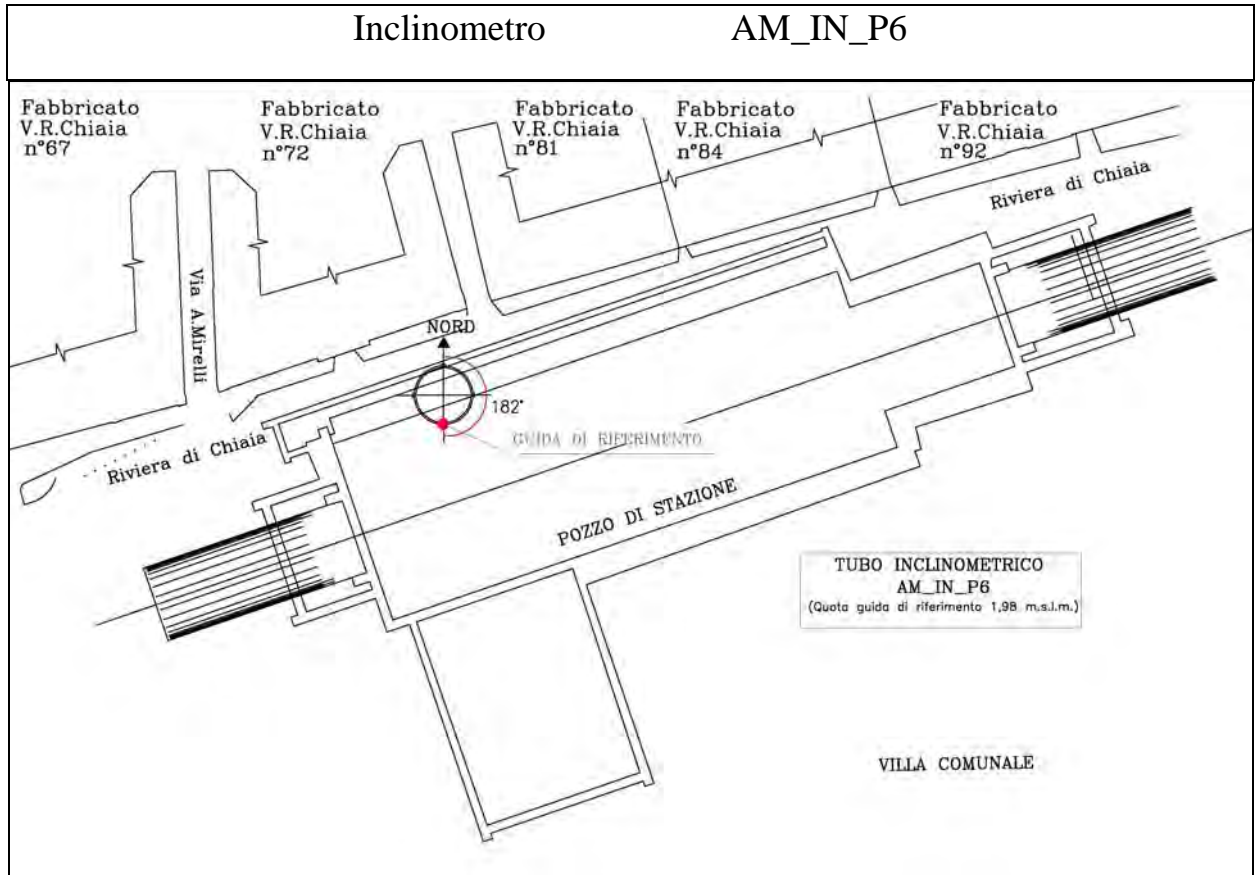 Inclinometro AM_IN_P6
Fabbricato
V.R.Chiaia
n°67
Fabbricato
V.R.Chiaia
n°72
Fabbricato
V.R.Chiaia
n°81
Fabbricato
V.R.Chiaia
n°84
Fabbricato
V.R.Chiaia
n°92
Riviera di Chiaia
Via A.Mirelli
NORD
182°
GUIDA DI RIFERIMENTO
Riviera di Chiaia
POZZO DI STAZIONE
TUBO INCLINOMETRICO
AM_IN_P6
(Quota guida di riferimento 1,98 m.s.l.m.)
VILLA COMUNALE